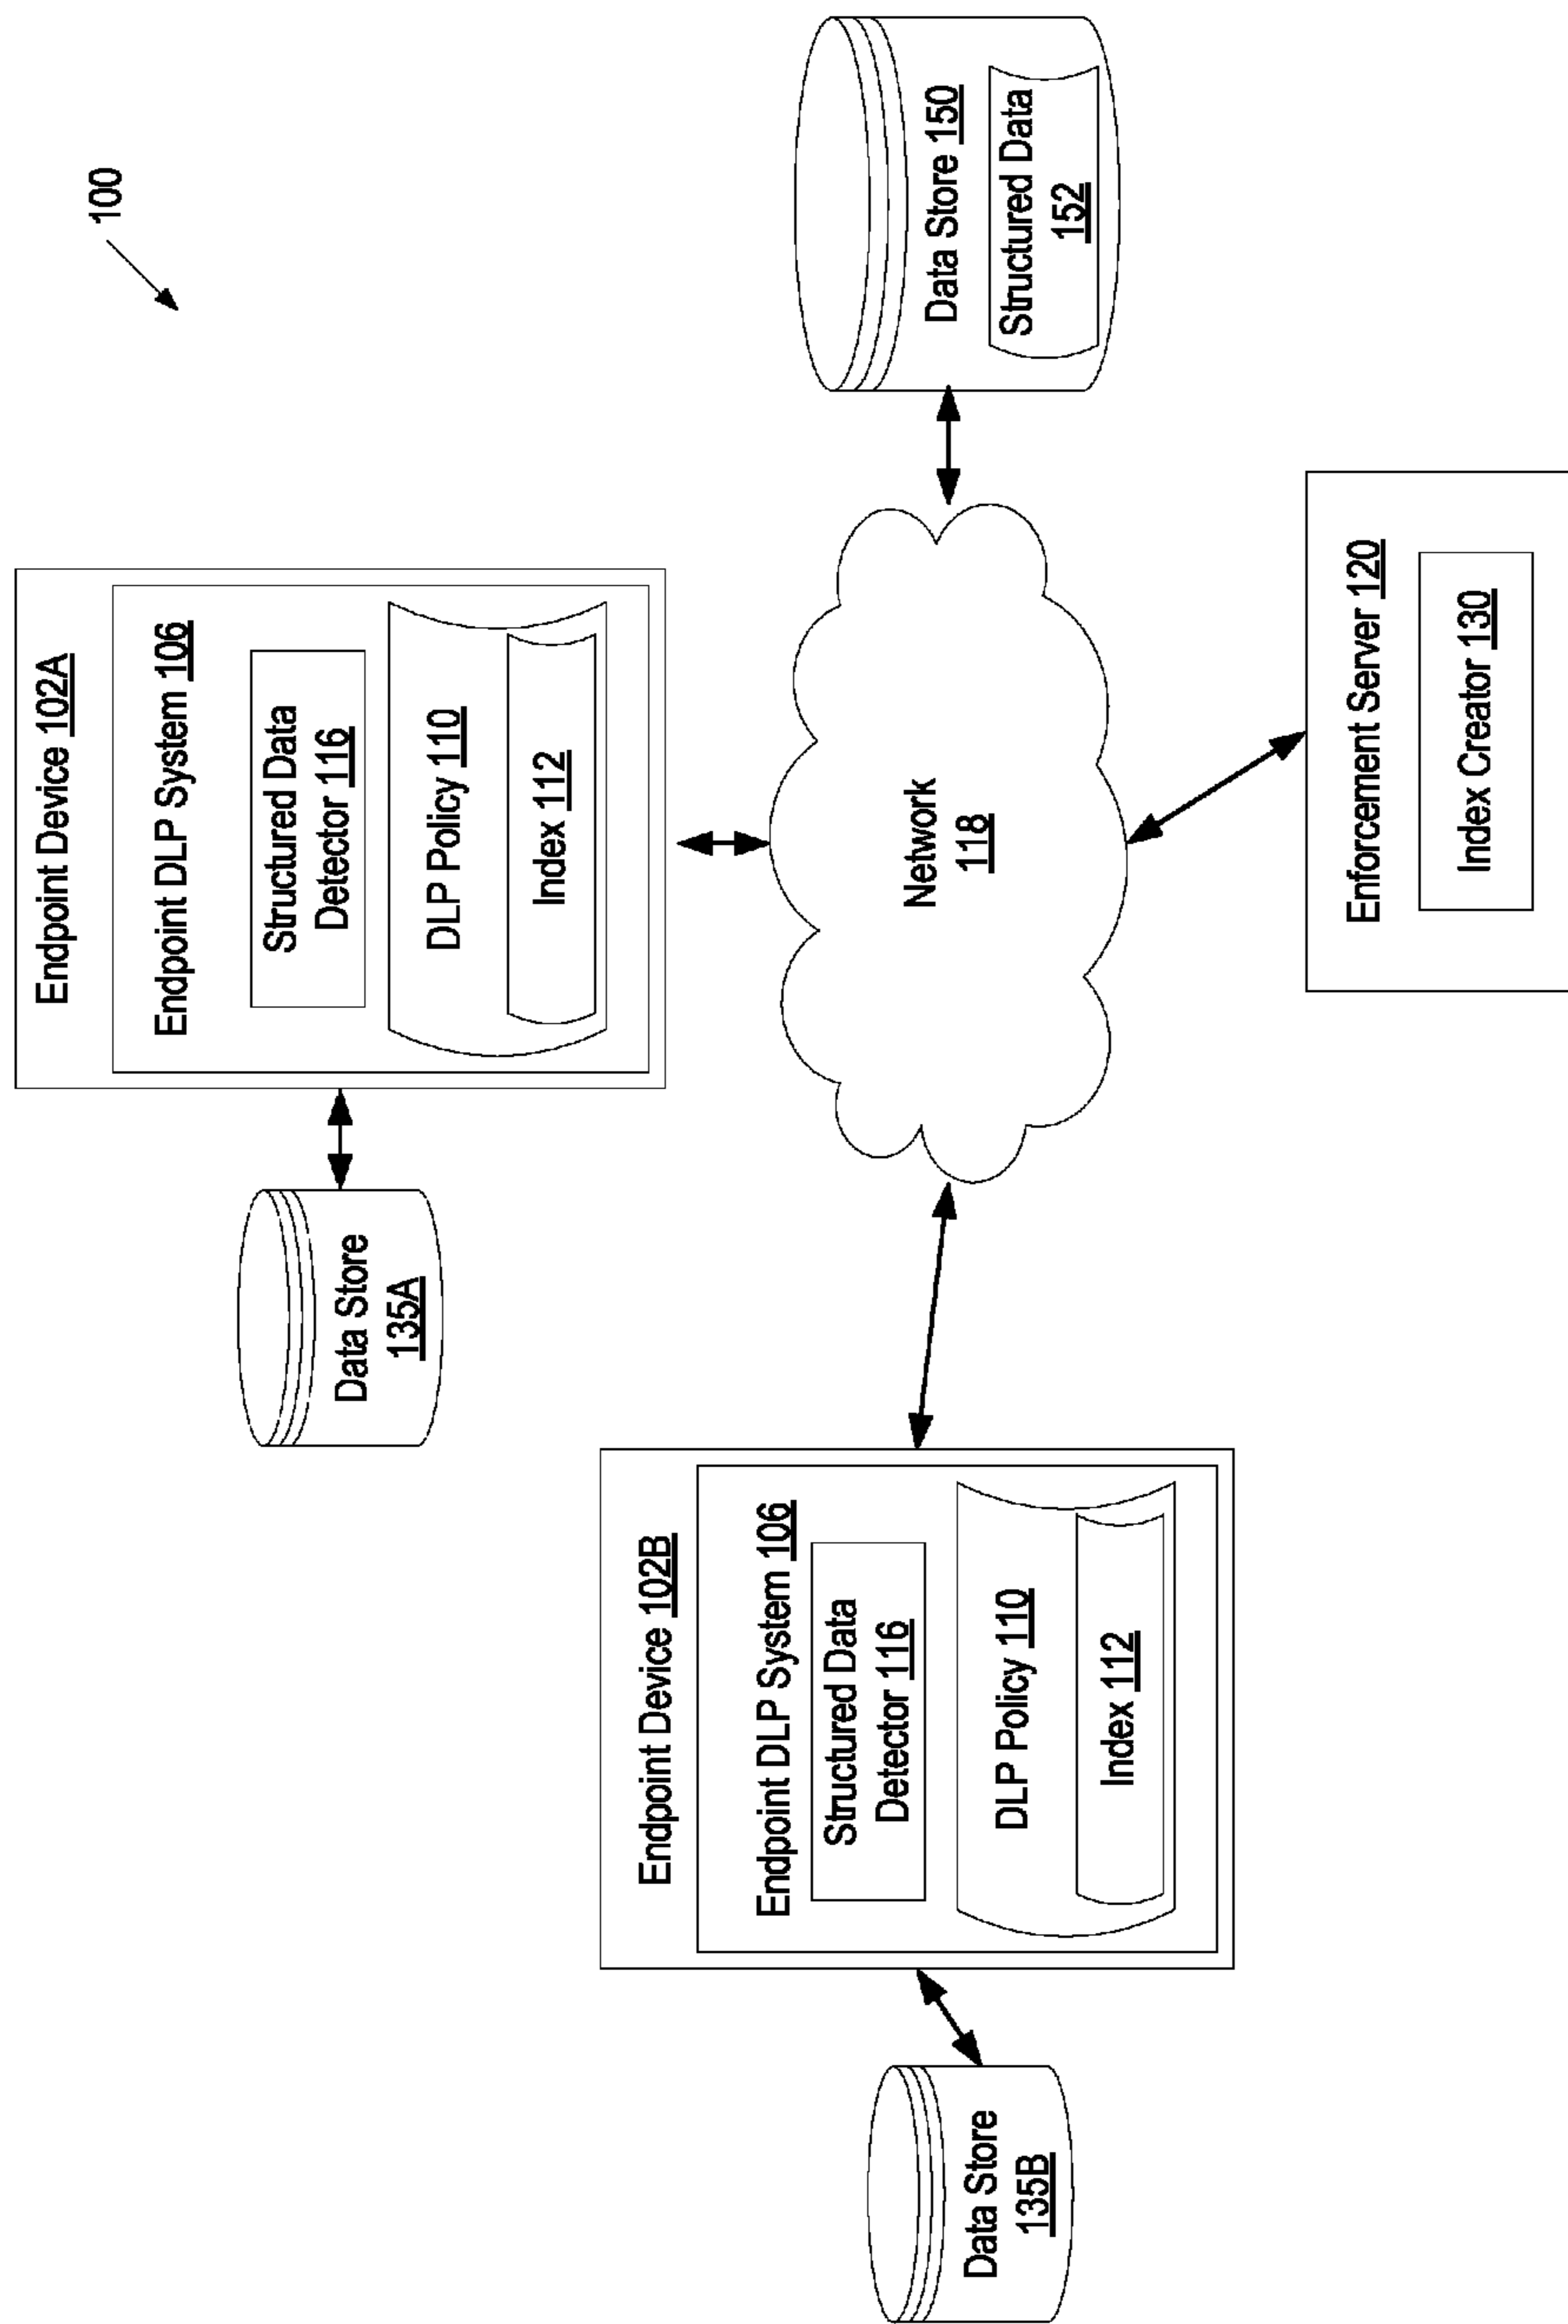 100
Endpoint Device 102A
Endpoint DLP System 106
Structured Data
Detector 116
DLP Policy 110
Index 112
Data Store
135A
Endpoint Device 102B
Endpoint DLP System 106
Structured Data
Detector 116
DLP Policy 110
Index 112
Data Store
135B
Network
118
Data Store 150
Structured Data
152
Enforcement Server 120
Index Creator 130